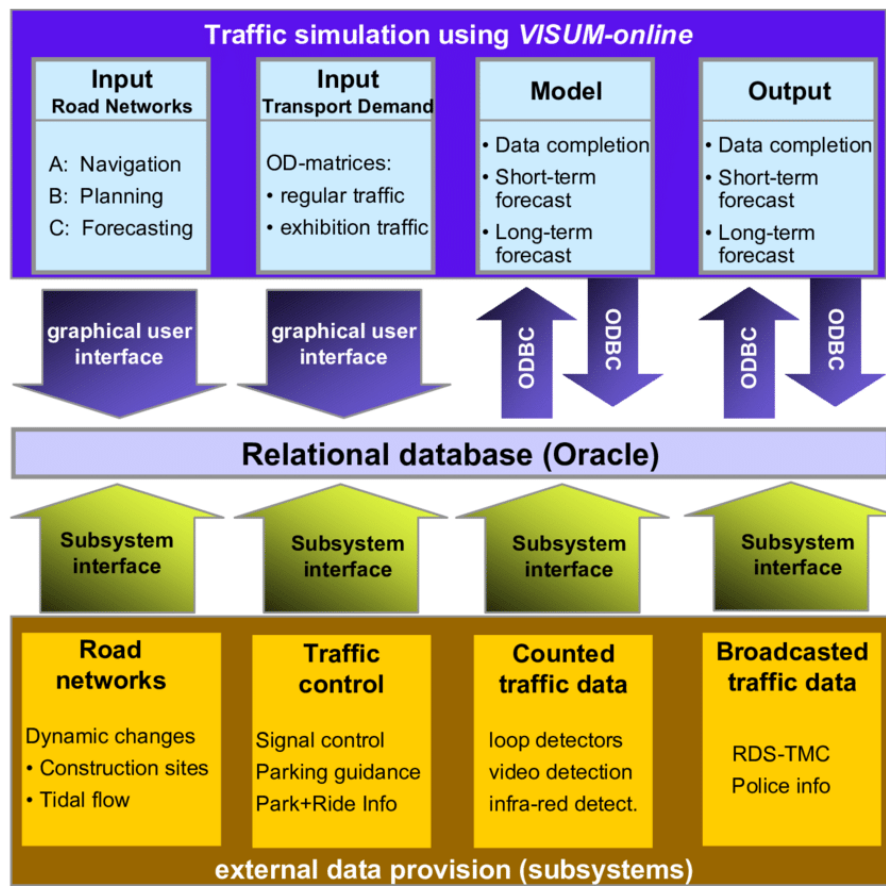 Traffic simulation using VISUM-online
Input
Road Networks
A: Navigation
B: Planning
C: Forecasting
Input
Transport Demand
OD-matrices:
• regular traffic
• exhibition traffic
Model
• Data completion
• Short-term
forecast
• Long-term
forecast
Output
• Data completion
• Short-term
forecast
• Long-term
forecast
graphical user
interface
graphical user
interface
ODBC
ODBC
ODBC
ODBC
Relational database (Oracle)
Subsystem
interface
Subsystem
interface
Subsystem
interface
Subsystem
interface
Road
networks
Dynamic changes
• Construction sites
• Tidal flow
Traffic
control
Signal control
Parking guidance
Park+Ride Info
Counted
traffic data
loop detectors
video detection
infra-red detect.
Broadcasted
traffic data
RDS-TMC
Police info
external data provision (subsystems)